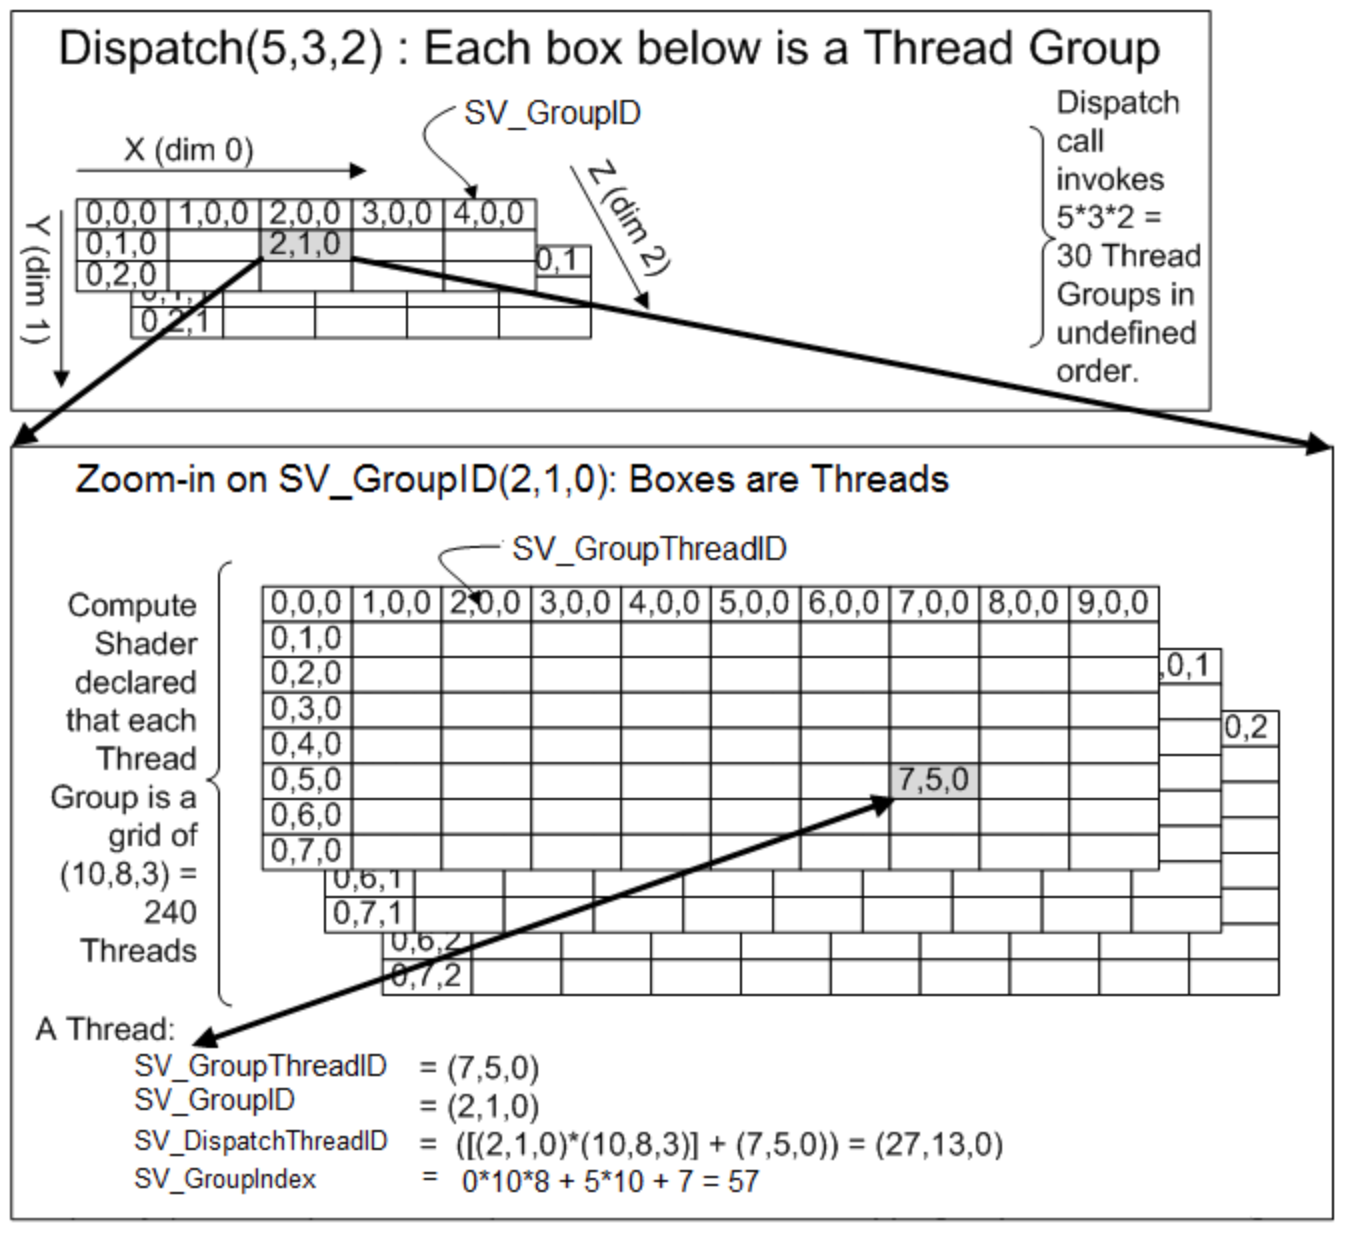 Dispatch(5,3,2) : Each box below is a Thread Group
SV_GroupID
X (dim 0)
Y (dim 1)
Z (dim 2)
0,0,0 1,0,0 2,0,0 3,0,0 4,0,0
0,1,0 2,1,0
0,2,0
0,1
0,1,1
0,2,1
Dispatch
call
invokes
5*3*2 =
30 Thread
Groups in
undefined
order.
Zoom-in on SV_GroupID(2,1,0): Boxes are Threads
SV_GroupThreadID
Compute
Shader
declared
that each
Thread
Group is a
grid of
(10,8,3) =
240
Threads
0,0,0 1,0,0 2,0,0 3,0,0 4,0,0 5,0,0 6,0,0 7,0,0 8,0,0 9,0,0
0,1,0
0,2,0
0,3,0
0,4,0
0,5,0 7,5,0
0,6,0
0,7,0
,0,1
0,6,1
0,7,1
0,2
0,6,2
0,7,2
A Thread:
SV_GroupThreadID = (7,5,0)
SV_GroupID = (2,1,0)
SV_DispatchThreadID = ([(2,1,0)*(10,8,3)] + (7,5,0)) = (27,13,0)
SV_GroupIndex = 0*10*8 + 5*10 + 7 = 57